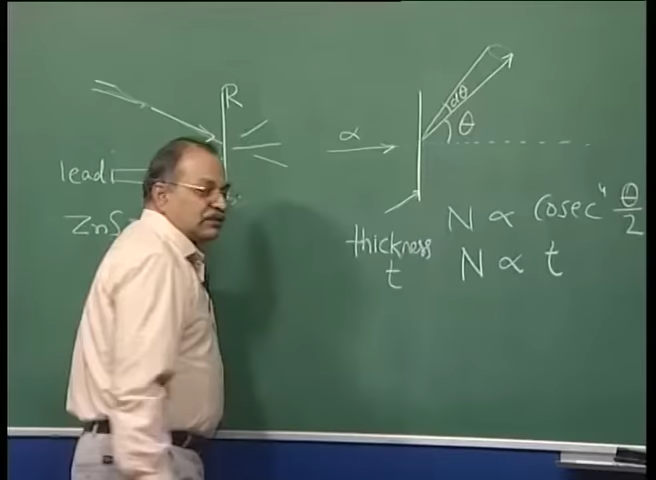 R
lead
ZnS
α
dθ
θ
thickness
t
N ∝ cosec⁴ θ/2
N ∝ t